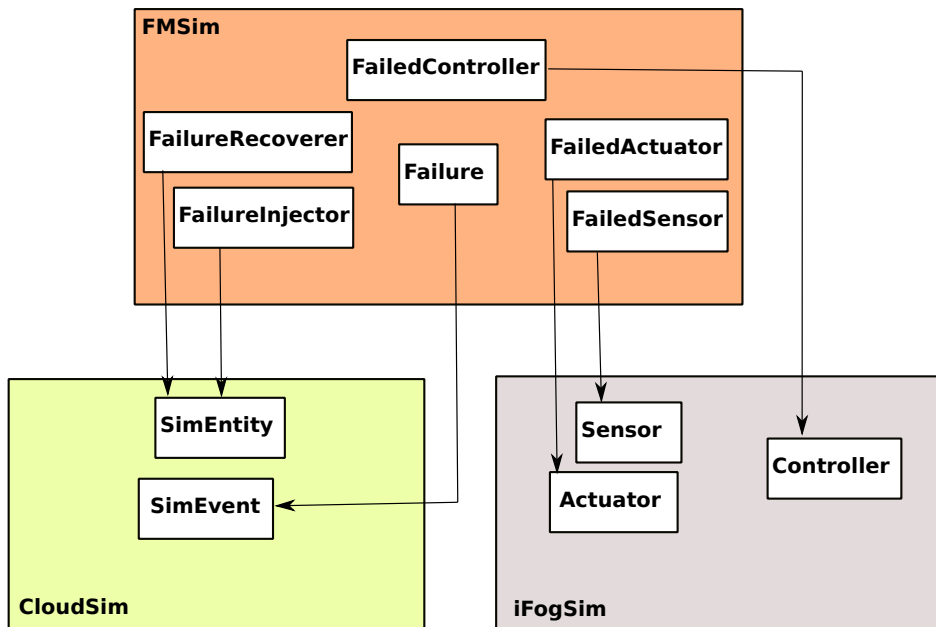 FMSim
FailedController
FailureRecoverer
Failure
FailedActuator
FailureInjector
FailedSensor
SimEntity
SimEvent
CloudSim
Sensor
Controller
Actuator
iFogSim